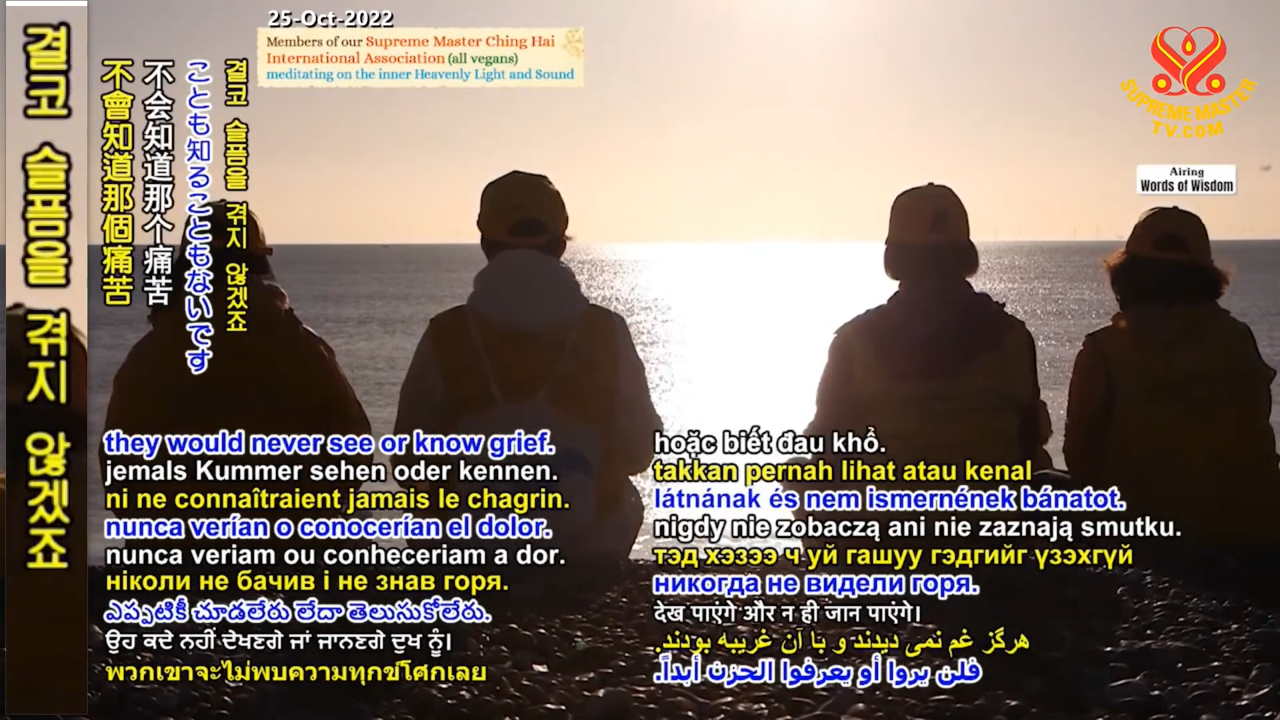 25-Oct-2022
Members of our Supreme Master Ching Hai
International Association (all vegans)
meditating on the inner Heavenly Light and Sound
SUPREME MASTER
TV.COM
Airing
Words of Wisdom
결코 슬픔을 겪지 않겠죠
결코 슬픔을 겪지 않겠죠
ことも知ることもないです
不会知道那个痛苦
不會知道那個痛苦
they would never see or know grief.
jemals Kummer sehen oder kennen.
ni ne connaîtraient jamais le chagrin.
nunca verían o conocerían el dolor.
nunca veriam ou conheceriam a dor.
ніколи не бачив і не знав горя.
ఎప్పటికీ చూడలేరు లేదా తెలుసుకోలేరు.
ਉਹ ਕਦੇ ਨਹੀਂ ਦੇਖਣਗੇ ਜਾਂ ਜਾਨਣਗੇ ਦੁਖ ਨੂੰ।
พวกเขาจะไม่พบความทุกข์โศกเลย
hoặc biết đau khổ.
takkan pernah lihat atau kenal
látnának és nem ismernének bánatot.
nigdy nie zobaczą ani nie zaznają smutku.
тэд хэзээ ч уй гашуу гэдгийг үзэхгүй
никогда не видели горя.
देख पाएंगे और न ही जान पाएंगे।
هرگز غم نمی دیدند و با آن غریبه بودند.
فلن يروا أو يعرفوا الحزن أبداً.